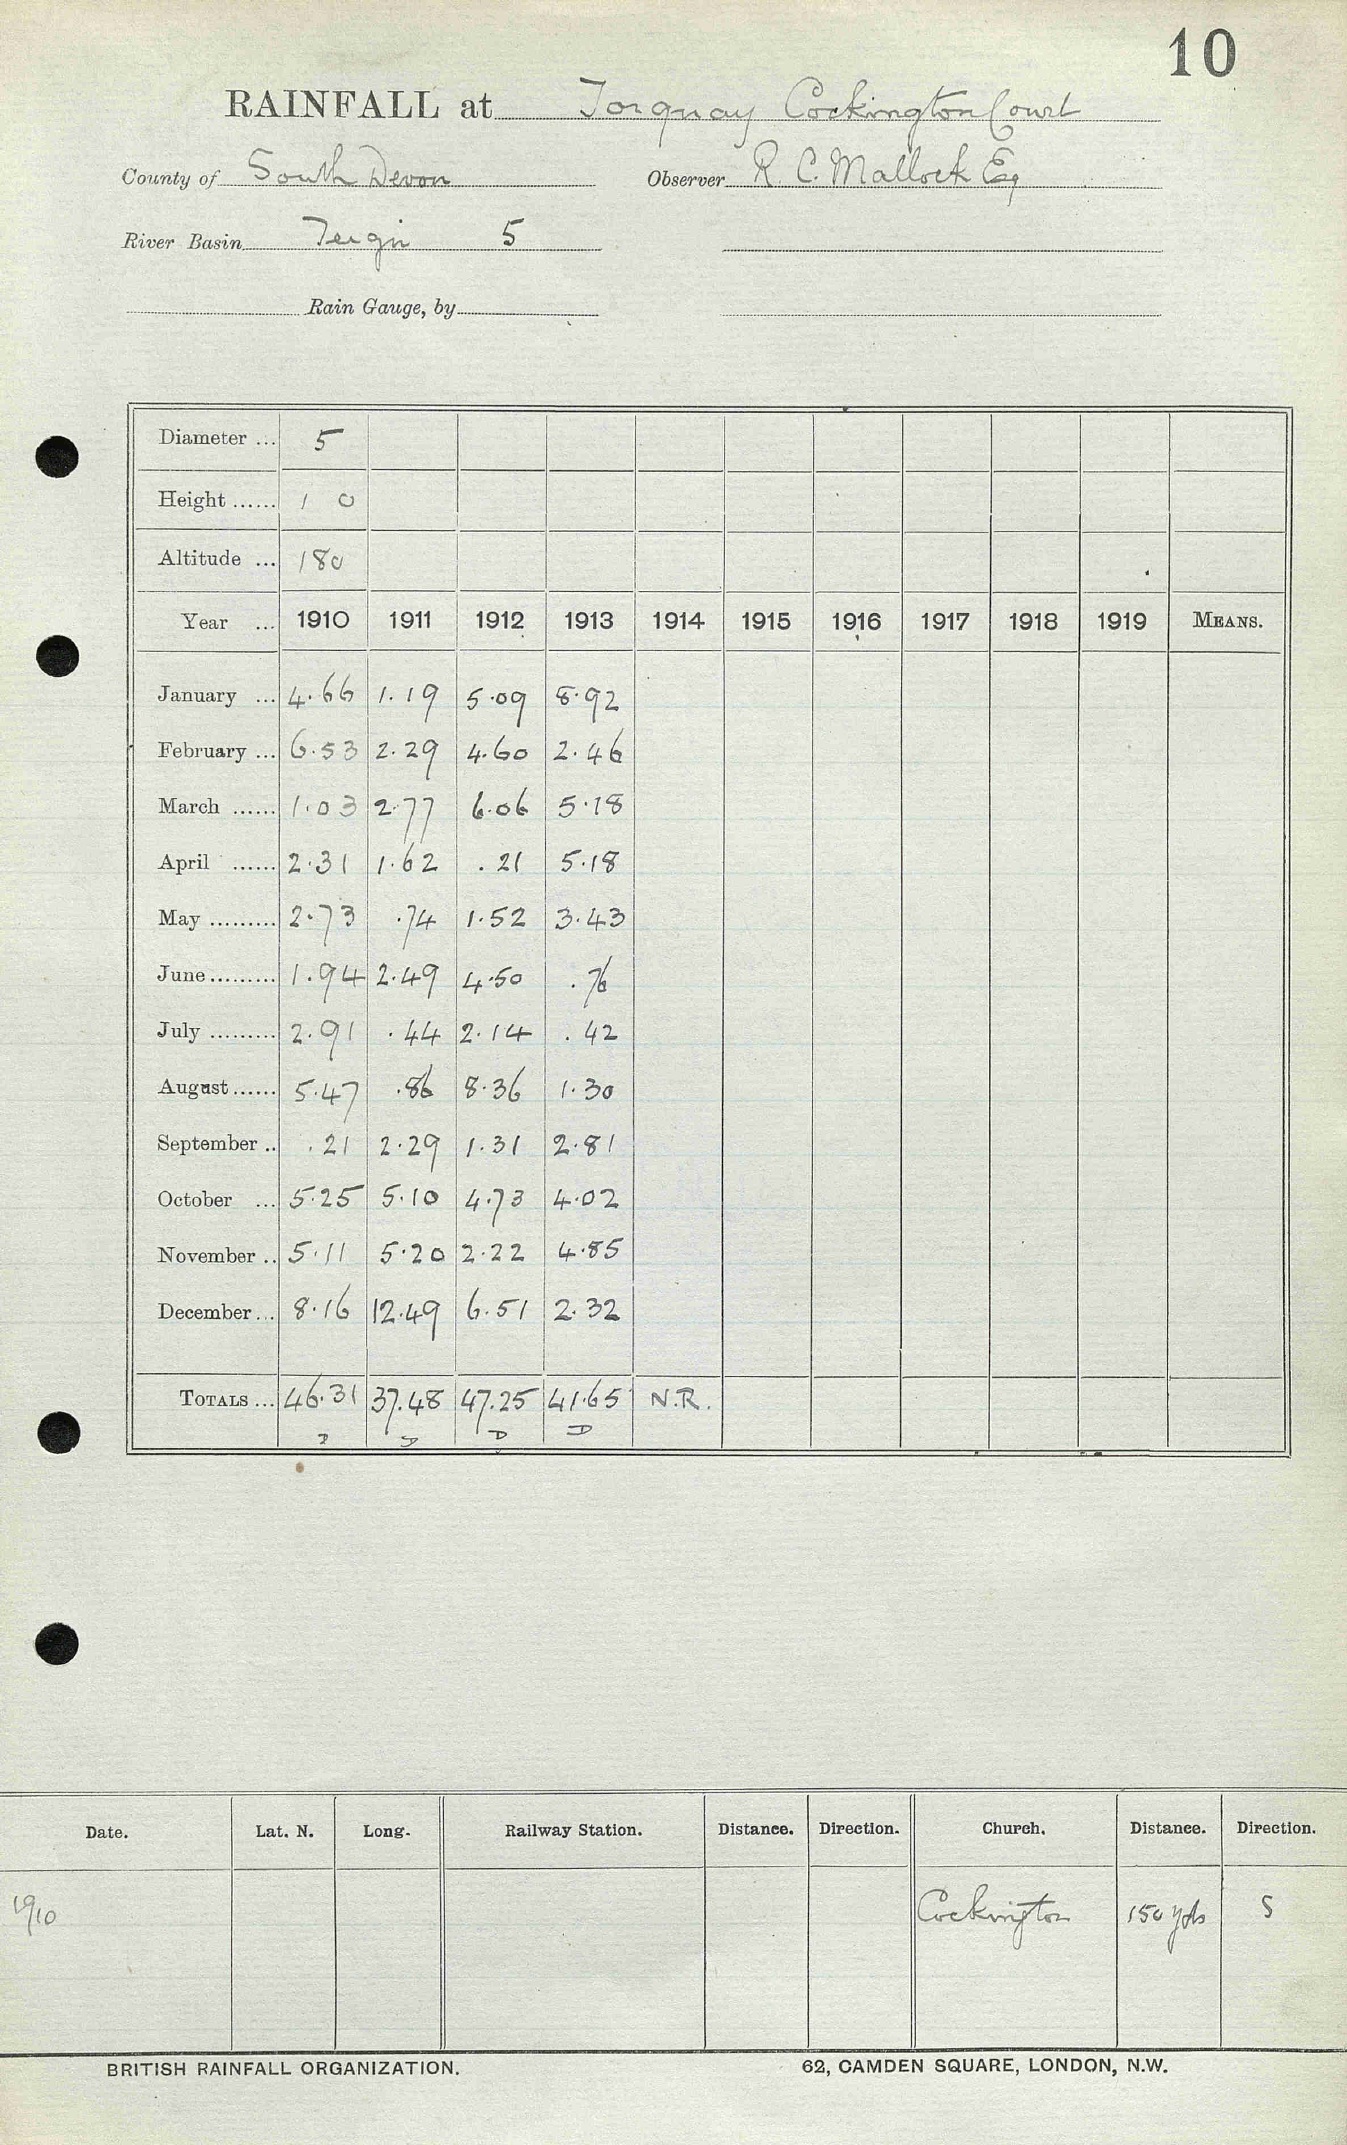 10
RAINFALL at Torquay Cockington Court
County of South Devon Observer R. C. Mallock Esq
River Basin Teign 5
Rain Gauge, by
Diameter ... 5
Height ...... 1 0
Altitude ... 180
Year ... 1910 1911 1912 1913 1914 1915 1916 1917 1918 1919 MEANS.
January ... 4.66 1.19 5.09 8.92
February ... 6.53 2.29 4.60 2.46
March ...... 1.03 2.77 6.06 5.18
April ...... 2.31 1.62 .21 5.18
May ......... 2.73 .74 1.52 3.43
June ......... 1.94 2.49 4.50 .76
July ......... 2.91 .44 2.14 .42
August ...... 5.47 .86 8.36 1.30
September .. .21 2.29 1.31 2.81
October ... 5.25 5.10 4.73 4.02
November .. 5.11 5.20 2.22 4.85
December ... 8.16 12.49 6.51 2.32
TOTALS ... 46.31 37.48 47.25 41.65 N.R.
D D D D
Date. Lat. N. Long. Railway Station. Distance. Direction. Church. Distance. Direction.
1910 Cockington 150 yds S
BRITISH RAINFALL ORGANIZATION. 62, CAMDEN SQUARE, LONDON, N.W.